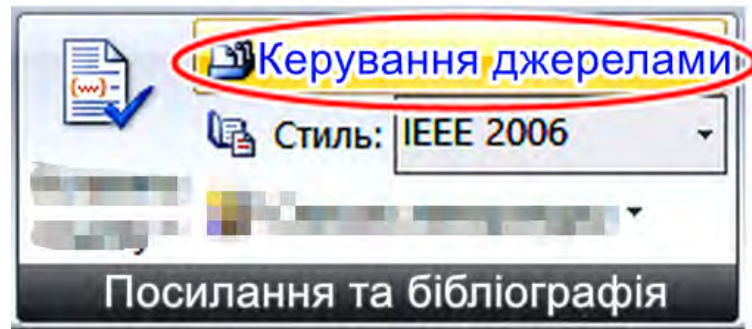 Керування джерелами
Стиль: IEEE 2006
Посилання та бібліографія